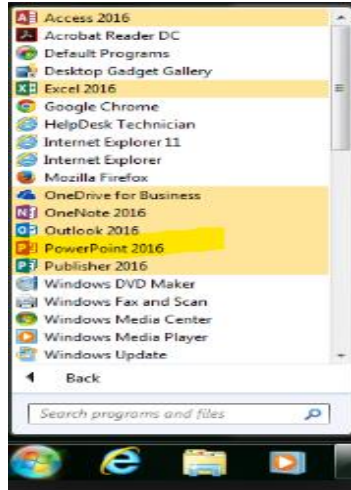 Access 2016
Acrobat Reader DC
Default Programs
Desktop Gadget Gallery
Excel 2016
Google Chrome
HelpDesk Technician
Internet Explorer 11
Internet Explorer
Mozilla Firefox
OneDrive for Business
OneNote 2016
Outlook 2016
PowerPoint 2016
Publisher 2016
Windows DVD Maker
Windows Fax and Scan
Windows Media Center
Windows Media Player
Windows Update
Back
Search programs and files